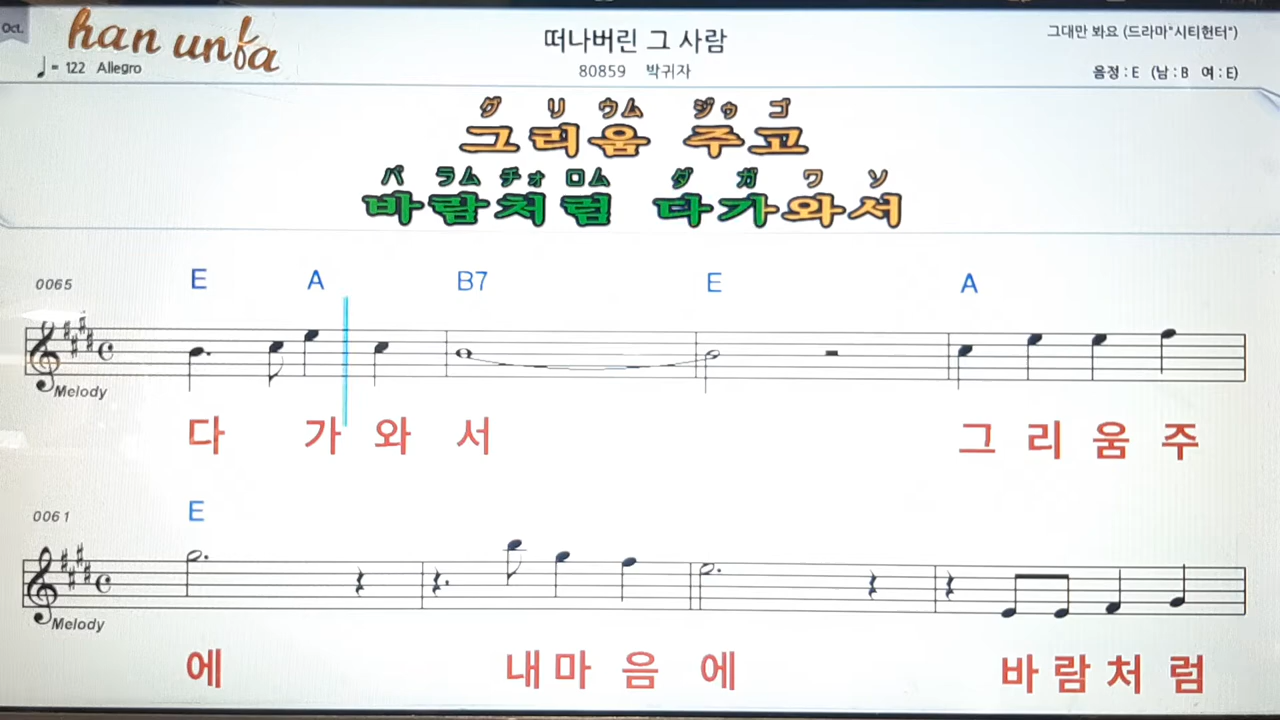 Oct.
han un fa
떠나버린 그 사람
그대만 봐요 (드라마"시티헌터")
♩= 122 Allegro
80859 박귀자
음정 : E (남 : B 여 : E)
グ リ ウム ジゥ ゴ
그리움 주고
パ ラム チォ ロム ダ ガ ワ ソ
바람처럼 다가와서
0065 E A B7 E A
Melody
다 가 와 서 그 리 움 주
0061 E
Melody
에 내 마 음 에 바 람 처 럼